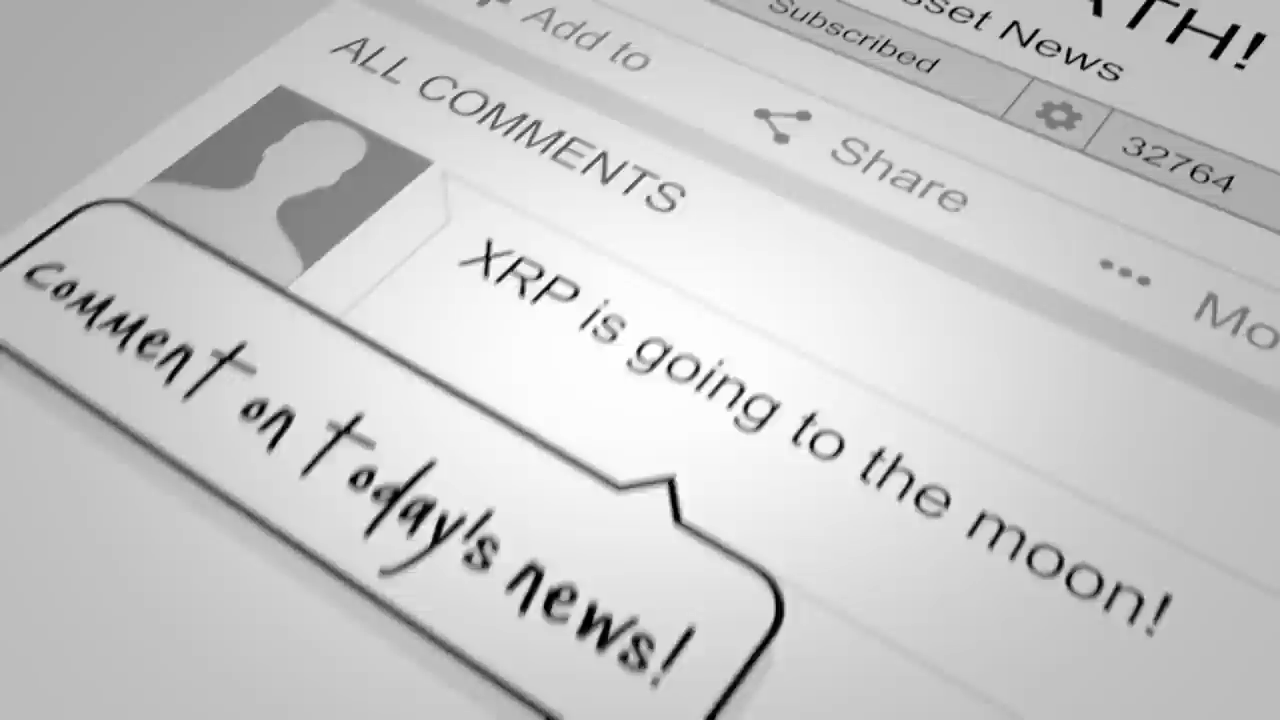 TH!
set News
Subscribed
32764
Add to
Share
Mo
ALL COMMENTS
XRP is going to the moon!
comment on today's news!